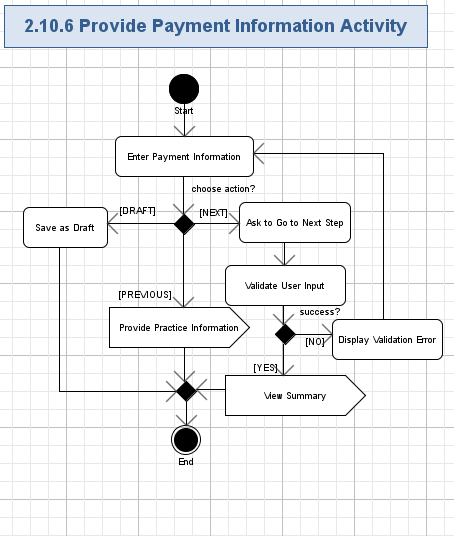 2.10.6 Provide Payment Information Activity
Start
Enter Payment Information
choose action?
[DRAFT]
[NEXT]
Save as Draft
Ask to Go to Next Step
Validate User Input
[PREVIOUS]
success?
Provide Practice Information
[NO]
Display Validation Error
[YES]
View Summary
End